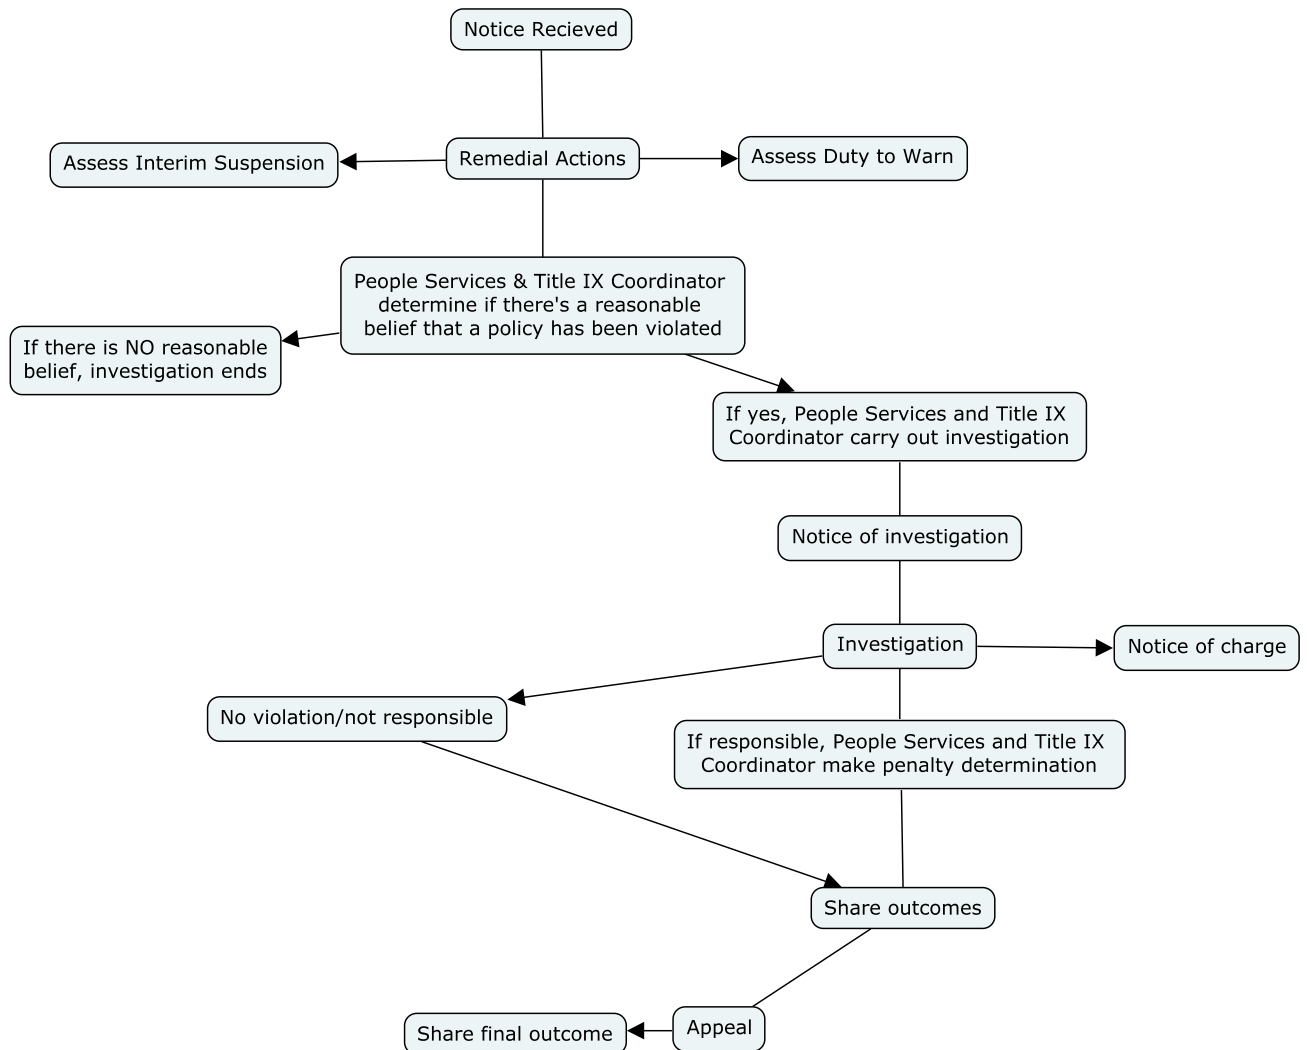 Notice Recieved
Assess Interim Suspension
Remedial Actions
Assess Duty to Warn
People Services & Title IX Coordinator
determine if there's a reasonable
belief that a policy has been violated
If there is NO reasonable
belief, investigation ends
If yes, People Services and Title IX
Coordinator carry out investigation
Notice of investigation
Investigation
Notice of charge
No violation/not responsible
If responsible, People Services and Title IX
Coordinator make penalty determination
Share outcomes
Appeal
Share final outcome